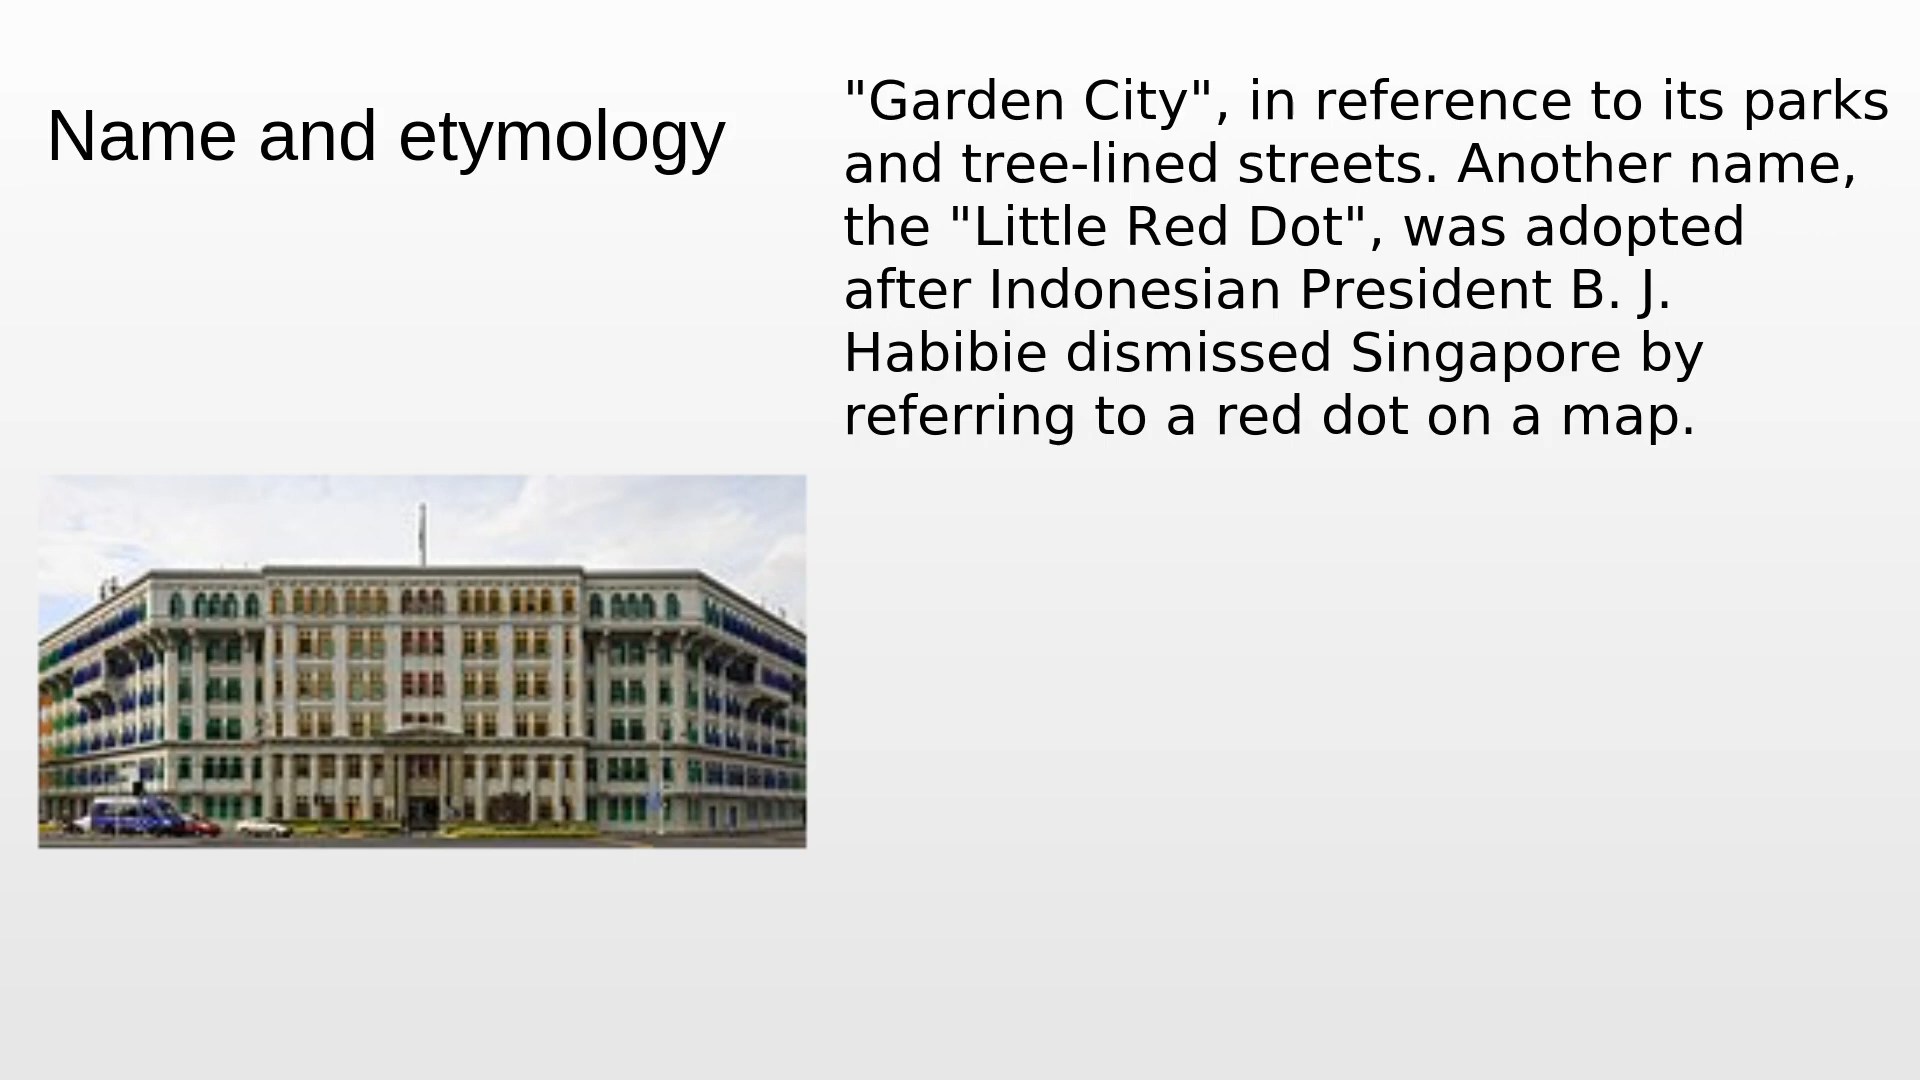 Name and etymology
"Garden City", in reference to its parks
and tree-lined streets. Another name,
the "Little Red Dot", was adopted
after Indonesian President B. J.
Habibie dismissed Singapore by
referring to a red dot on a map.